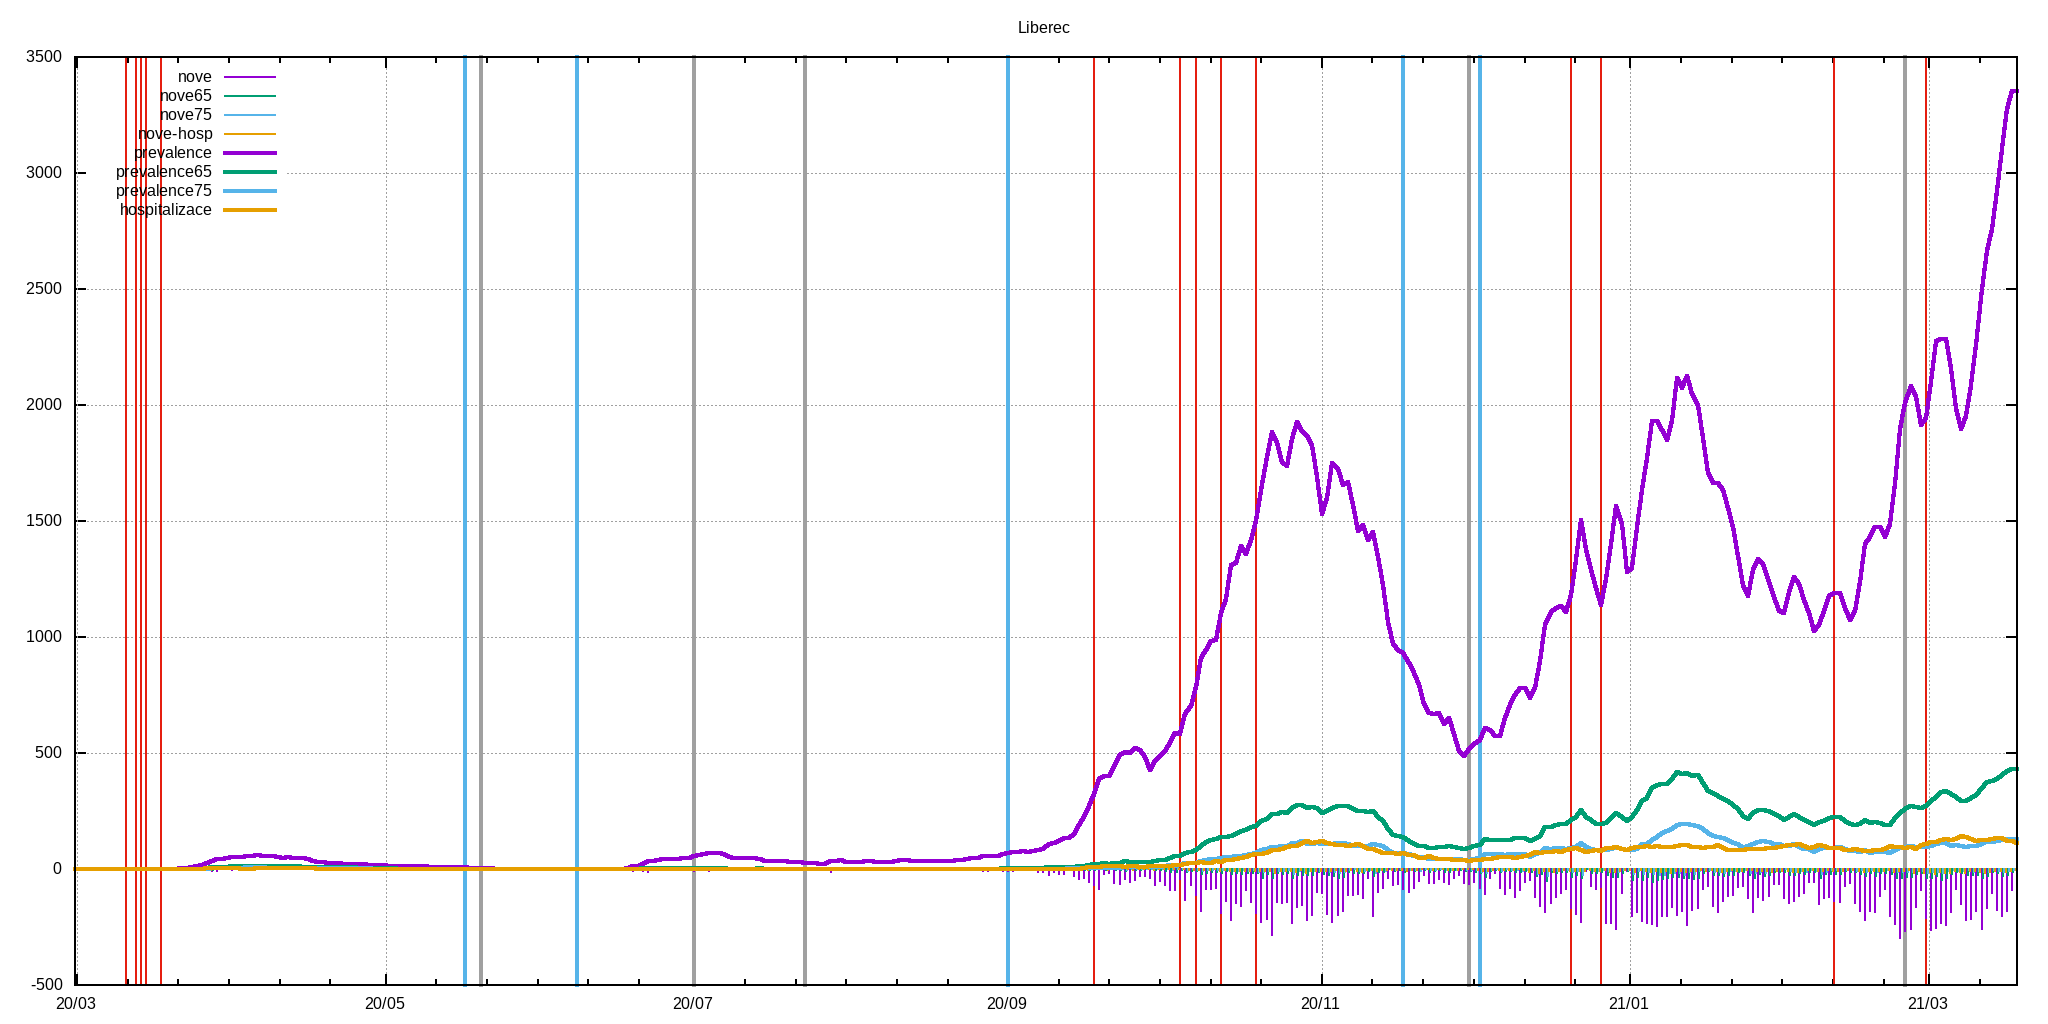 Liberec
3500
3000
2500
2000
1500
1000
500
0
-500
nove
nove65
nove75
nove-hosp
prevalence
prevalence65
prevalence75
hospitalizace
20/03 20/05 20/07 20/09 20/11 21/01 21/03